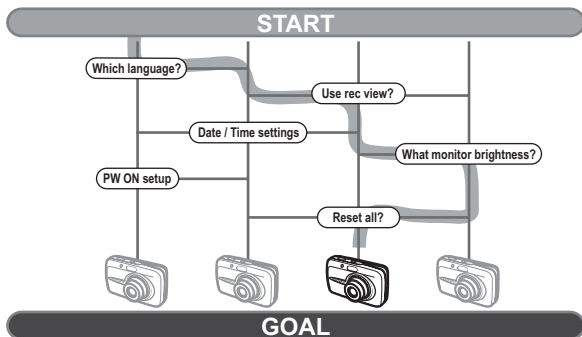 START
Which language?
Use rec view?
Date / Time settings
What monitor brightness?
PW ON setup
Reset all?
GOAL